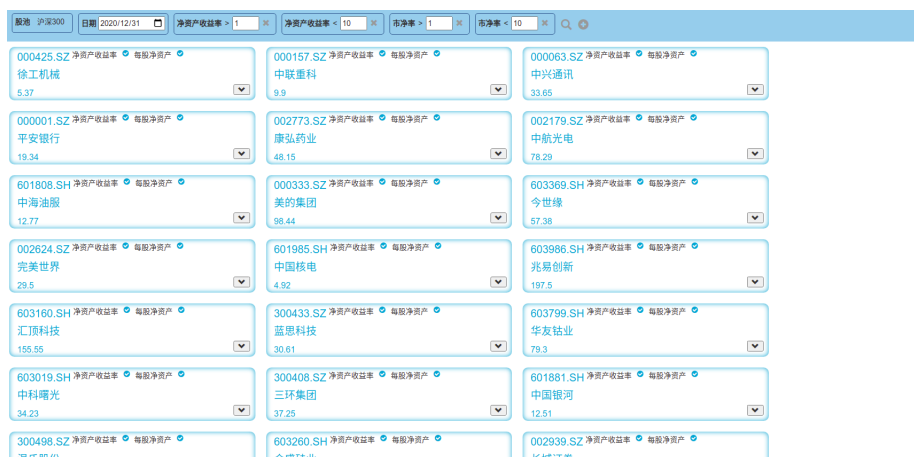 股池 沪深300 日期 2020/12/31 净资产收益率 > 1 净资产收益率 < 10 市净率 > 1 市净率 < 10
000425.SZ 净资产收益率 每股净资产
徐工机械
5.37
000157.SZ 净资产收益率 每股净资产
中联重科
9.9
000063.SZ 净资产收益率 每股净资产
中兴通讯
33.65
000001.SZ 净资产收益率 每股净资产
平安银行
19.34
002773.SZ 净资产收益率 每股净资产
康弘药业
48.15
002179.SZ 净资产收益率 每股净资产
中航光电
78.29
601808.SH 净资产收益率 每股净资产
中海油服
12.77
000333.SZ 净资产收益率 每股净资产
美的集团
98.44
603369.SH 净资产收益率 每股净资产
今世缘
57.38
002624.SZ 净资产收益率 每股净资产
完美世界
29.5
601985.SH 净资产收益率 每股净资产
中国核电
4.92
603986.SH 净资产收益率 每股净资产
兆易创新
197.5
603160.SH 净资产收益率 每股净资产
汇顶科技
155.55
300433.SZ 净资产收益率 每股净资产
蓝思科技
30.61
603799.SH 净资产收益率 每股净资产
华友钴业
79.3
603019.SH 净资产收益率 每股净资产
中科曙光
34.23
300408.SZ 净资产收益率 每股净资产
三环集团
37.25
601881.SH 净资产收益率 每股净资产
中国银河
12.51
300498.SZ 净资产收益率 每股净资产
603260.SH 净资产收益率 每股净资产
002939.SZ 净资产收益率 每股净资产